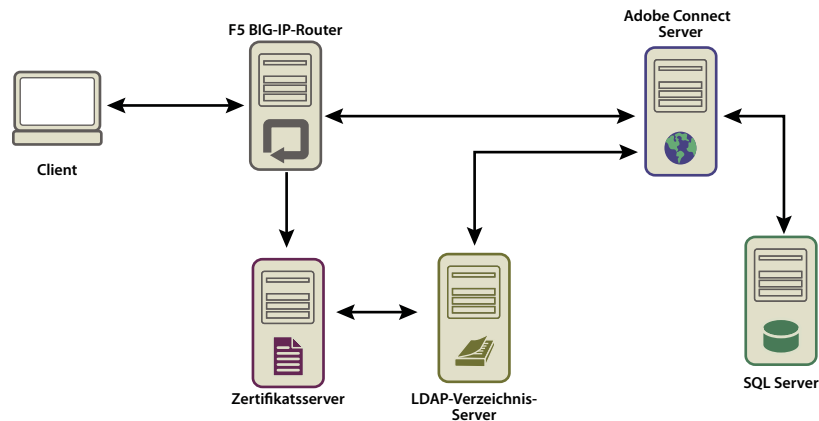 F5 BIG-IP-Router
Adobe Connect
Server
Client
Zertifikatsserver
LDAP-Verzeichnis-
Server
SQL Server